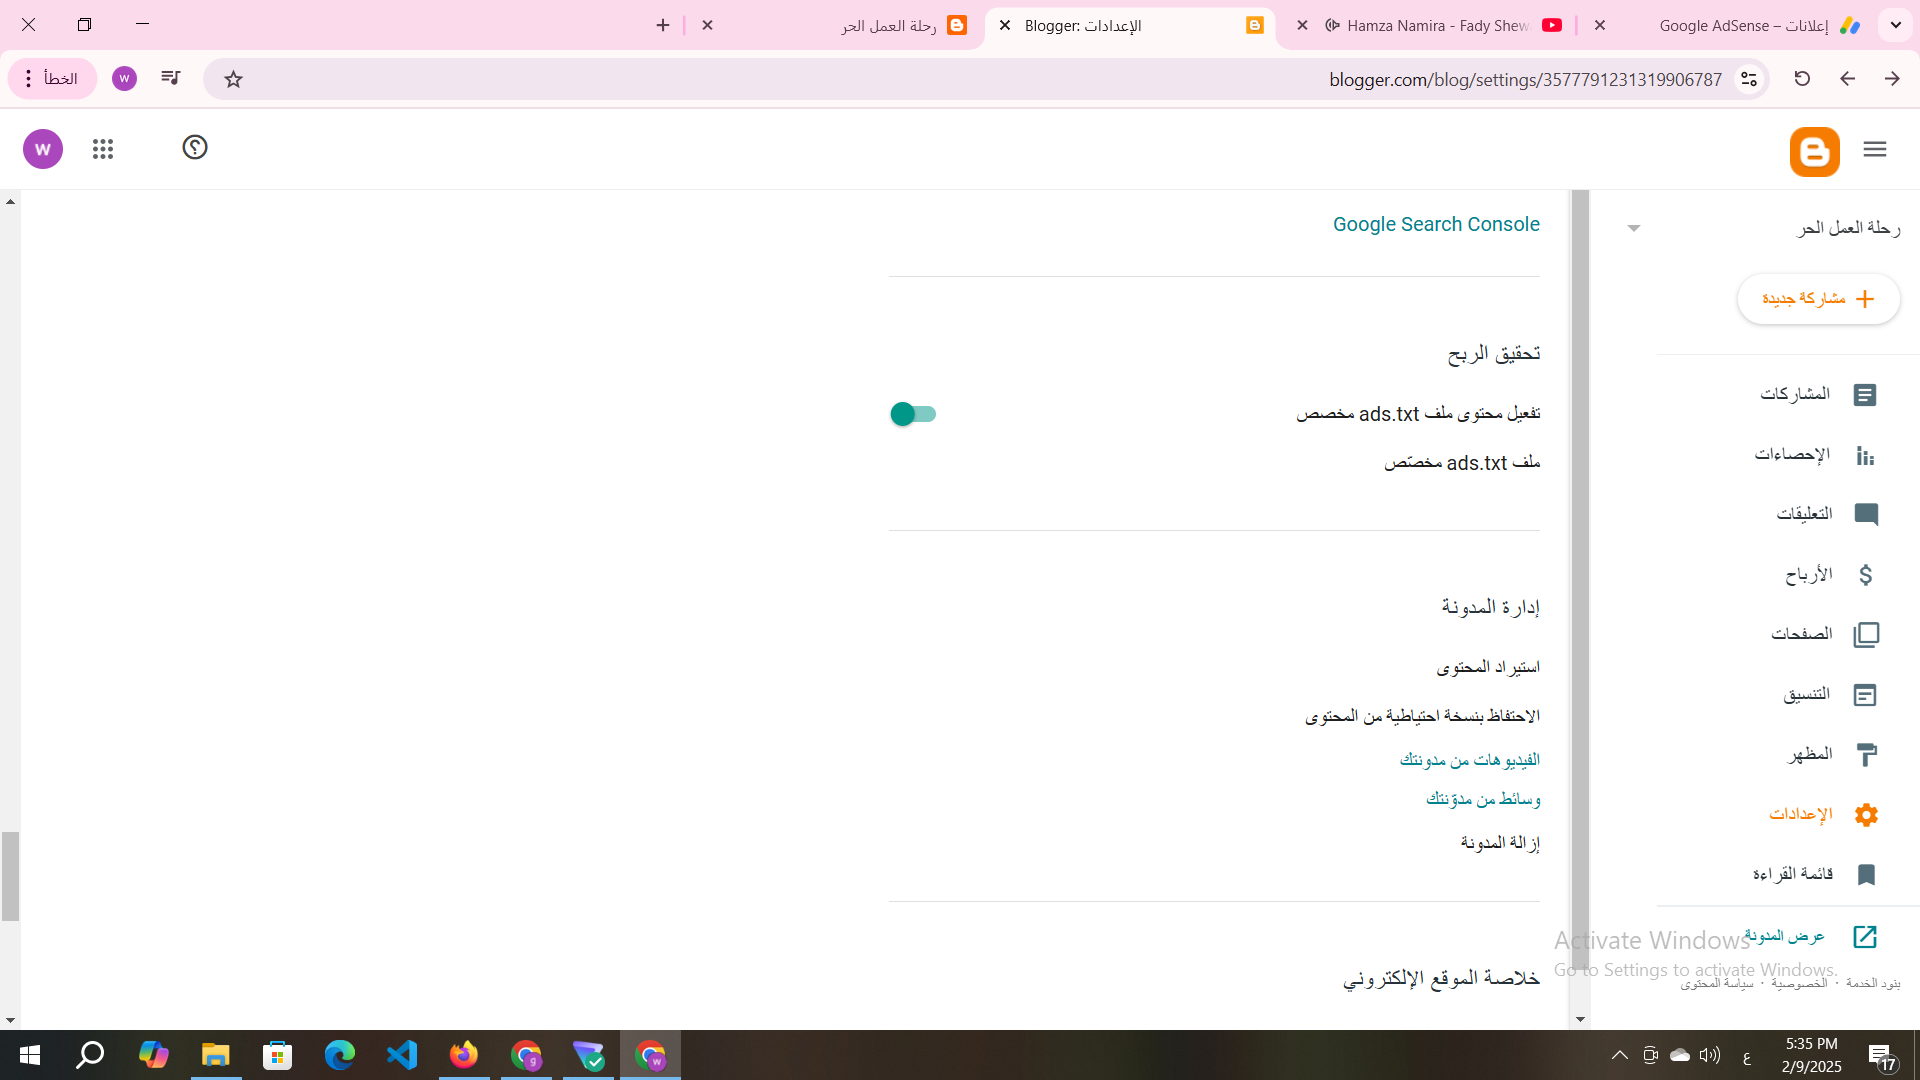 إعلانات – Google AdSense
Hamza Namira - Fady Shew
Blogger: الإعدادات
رحلة العمل الحر
blogger.com/blog/settings/3577791231319906787
w
الخطأ
w
رحلة العمل الحر
مشاركة جديدة
المشاركات
الإحصاءات
التعليقات
الأرباح
الصفحات
التنسيق
المظهر
الإعدادات
قائمة القراءة
عرض المدونة
بنود الخدمة · الخصوصية · سياسة المحتوى
Google Search Console
تحقيق الربح
تفعيل محتوى ملف ads.txt مخصص
ملف ads.txt مخصّص
إدارة المدونة
استيراد المحتوى
الاحتفاظ بنسخة احتياطية من المحتوى
الفيديوهات من مدونتك
وسائط من مدوّنتك
إزالة المدونة
خلاصة الموقع الإلكتروني
Activate Windows
Go to Settings to activate Windows.
g
w
ع
5:35 PM
2/9/2025
17